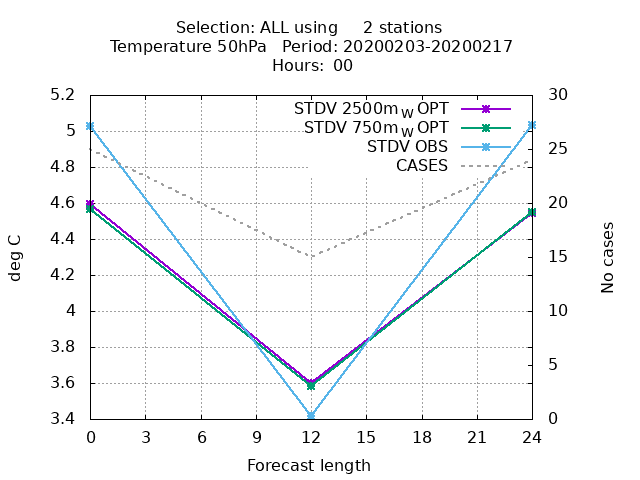 Selection: ALL using     2 stations
Temperature 50hPa   Period: 20200203-20200217
Hours:  00
5.2
5
4.8
4.6
4.4
4.2
4
3.8
3.6
3.4
30
25
20
15
10
5
0
STDV 2500m W OPT
STDV 750m W OPT
STDV OBS
CASES
deg C
No cases
0 3 6 9 12 15 18 21 24
Forecast length